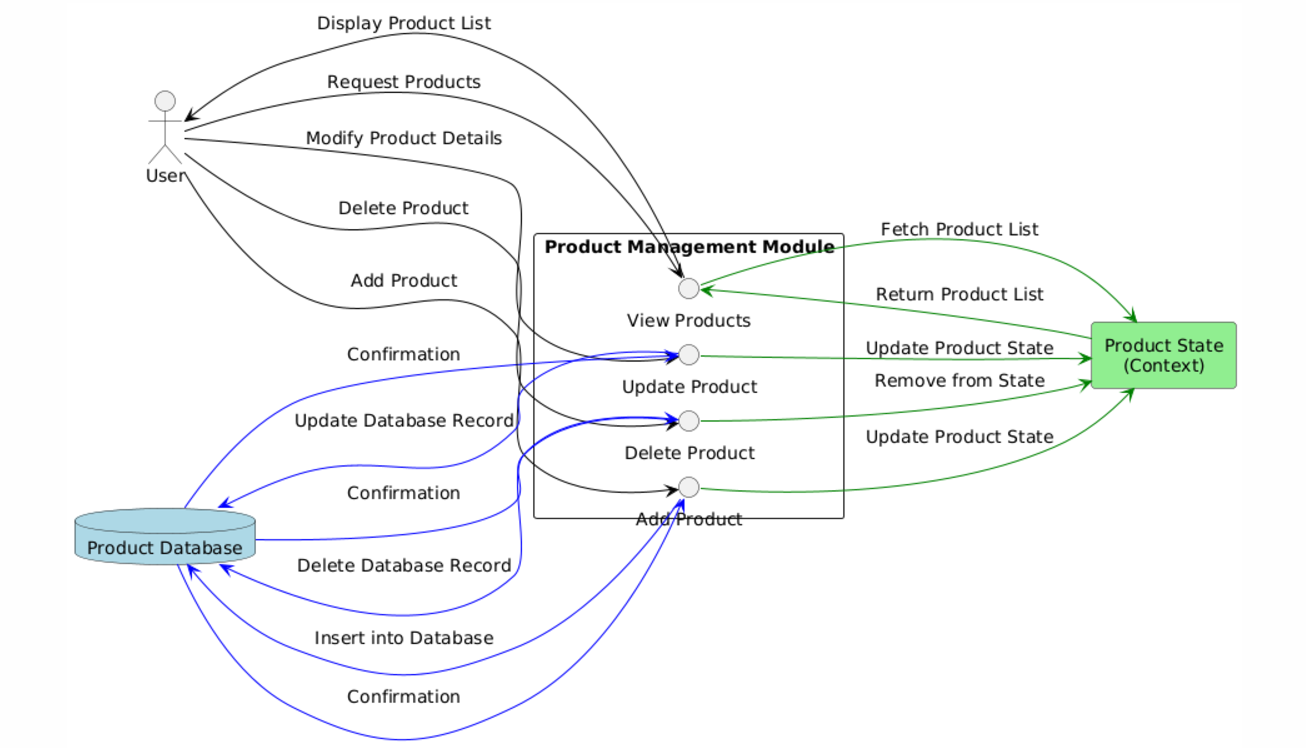 Display Product List
Request Products
Modify Product Details
User
Delete Product
Add Product
Product Management Module
View Products
Update Product
Delete Product
Add Product
Fetch Product List
Return Product List
Update Product State
Remove from State
Update Product State
Product State
(Context)
Confirmation
Update Database Record
Confirmation
Product Database
Delete Database Record
Insert into Database
Confirmation